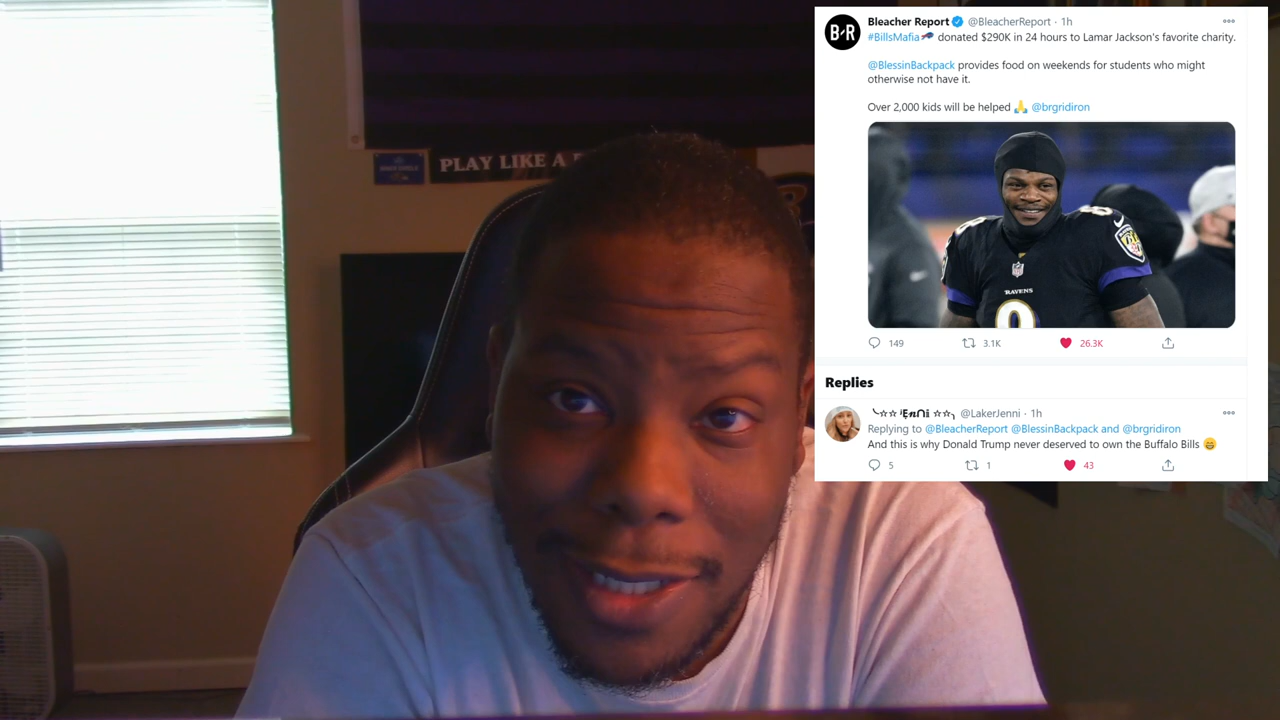 PLAY LIKE A
B R
Bleacher Report @BleacherReport · 1h
#BillsMafia donated $290K in 24 hours to Lamar Jackson's favorite charity.
@BlessinBackpack provides food on weekends for students who might
otherwise not have it.
Over 2,000 kids will be helped 🙏 @brgridiron
RAVENS
149 3.1K 26.3K
Replies
╰☆☆ ᴶᴱ𝖓ᑎi ☆☆╮ @LakerJenni · 1h
Replying to @BleacherReport @BlessinBackpack and @brgridiron
And this is why Donald Trump never deserved to own the Buffalo Bills 😄
5 1 43